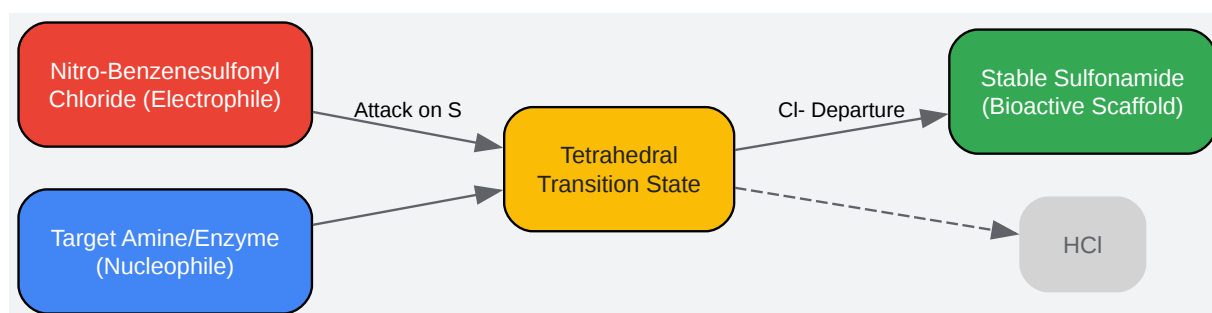 Nitro-Benzenesulfonyl
Chloride (Electrophile)
Attack on S
Target Amine/Enzyme
(Nucleophile)
Tetrahedral
Transition State
Cl- Departure
Stable Sulfonamide
(Bioactive Scaffold)
HCl